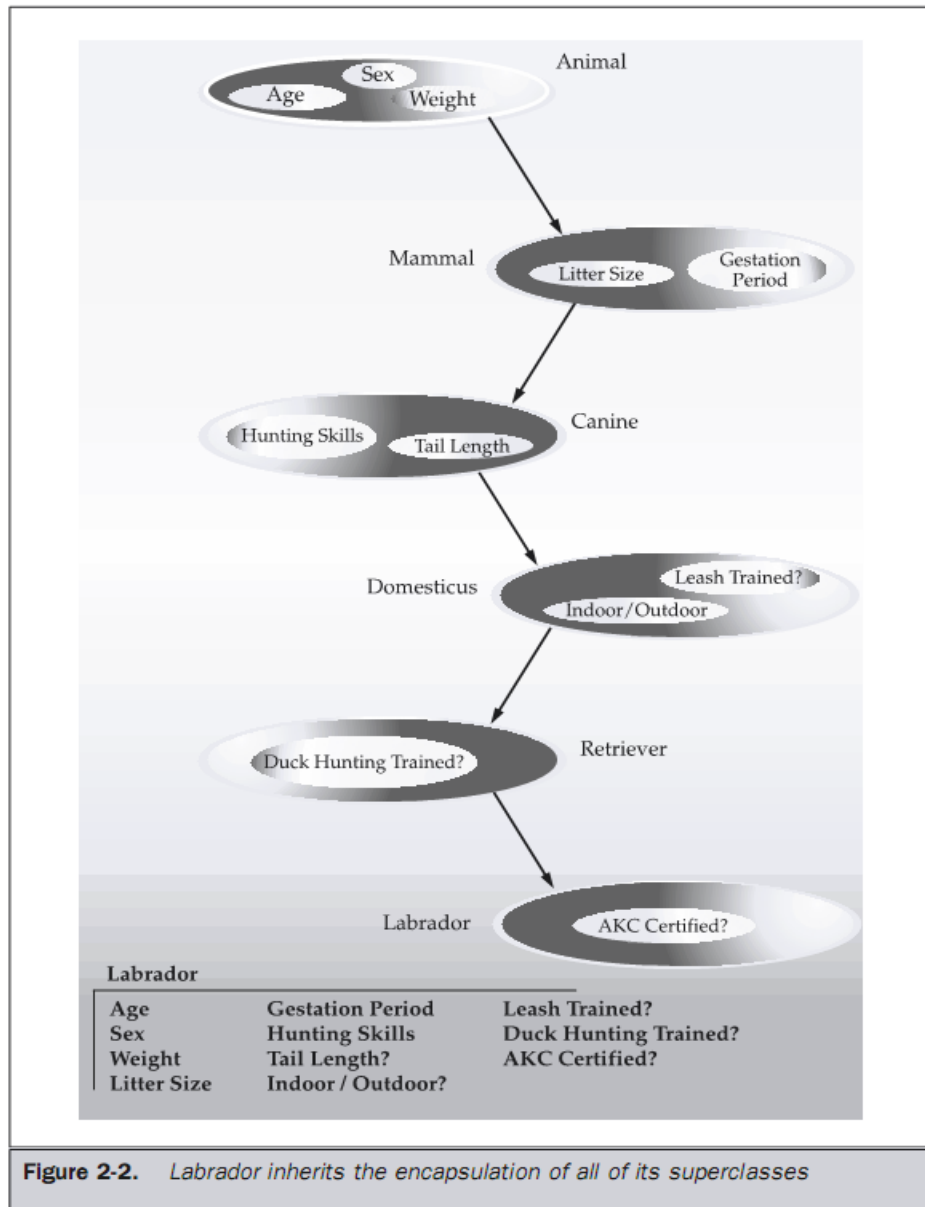 Animal
Sex
Age
Weight
Mammal
Litter Size
Gestation
Period
Canine
Hunting Skills
Tail Length
Domesticus
Leash Trained?
Indoor/Outdoor
Retriever
Duck Hunting Trained?
Labrador
AKC Certified?
Labrador
Age Gestation Period Leash Trained?
Sex Hunting Skills Duck Hunting Trained?
Weight Tail Length? AKC Certified?
Litter Size Indoor / Outdoor?
Figure 2-2. Labrador inherits the encapsulation of all of its superclasses